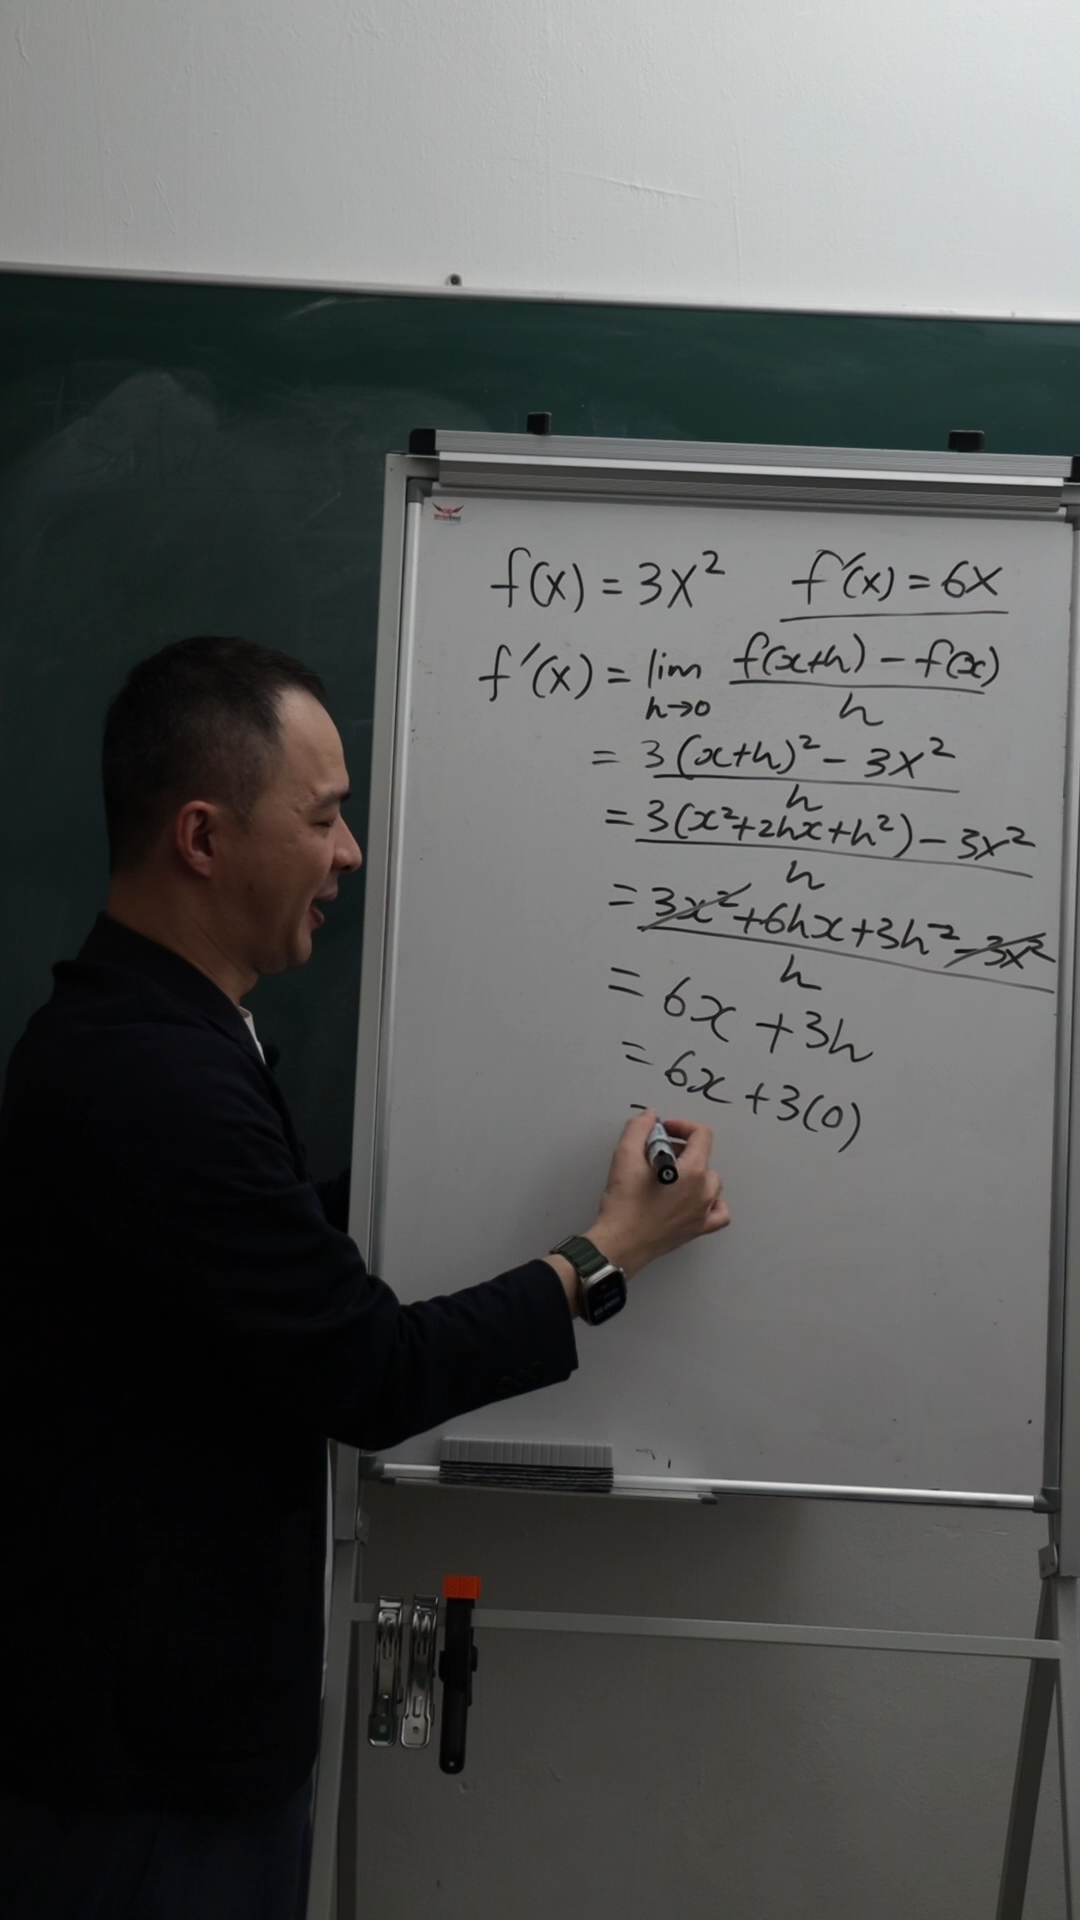 f(x) = 3x² f'(x) = 6x
f'(x) = lim h→0 f(x+h) - f(x) / h
= 3(x+h)² - 3x² / h
= 3(x²+2hx+h²) - 3x² / h
= 3x² + 6hx + 3h² - 3x² / h
= 6x + 3h
= 6x + 3(0)
=